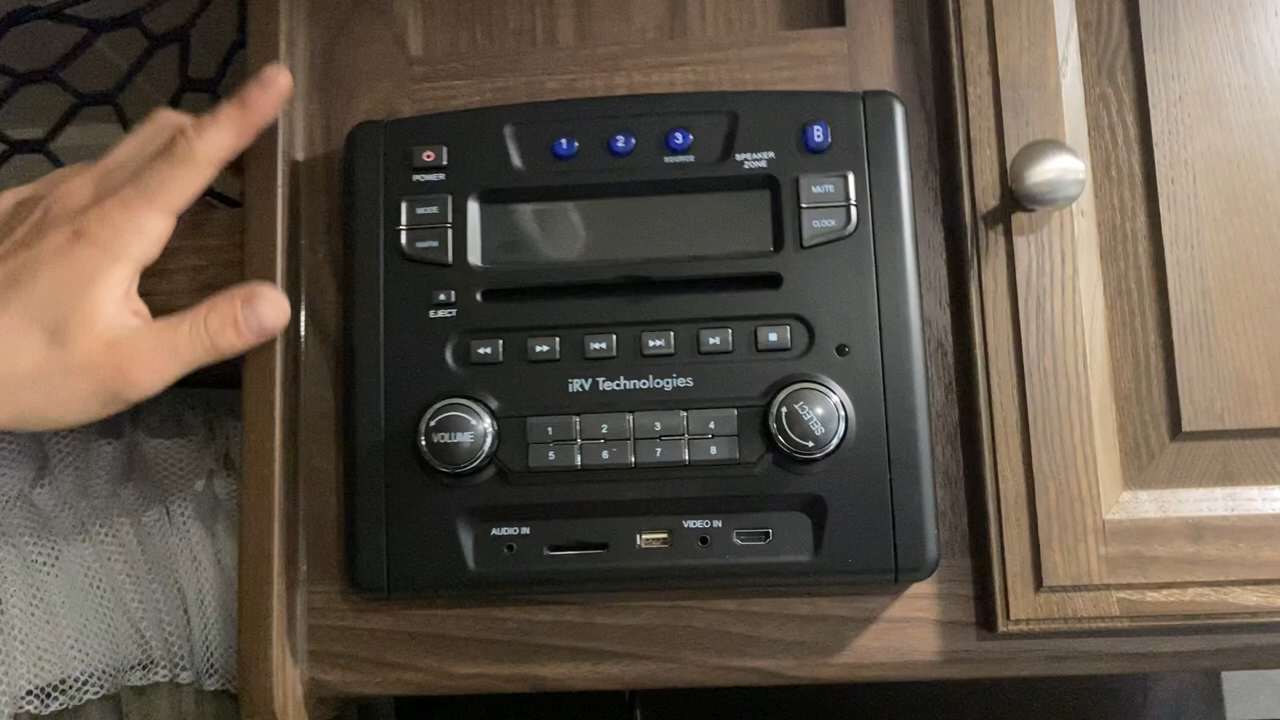 1 2 3
SOURCE
SPEAKER
ZONE
B
POWER
MODE
MUTE
CLOCK
EJECT
iRV Technologies
VOLUME
1 2 3 4
5 6 7 8
SELECT
AUDIO IN
VIDEO IN